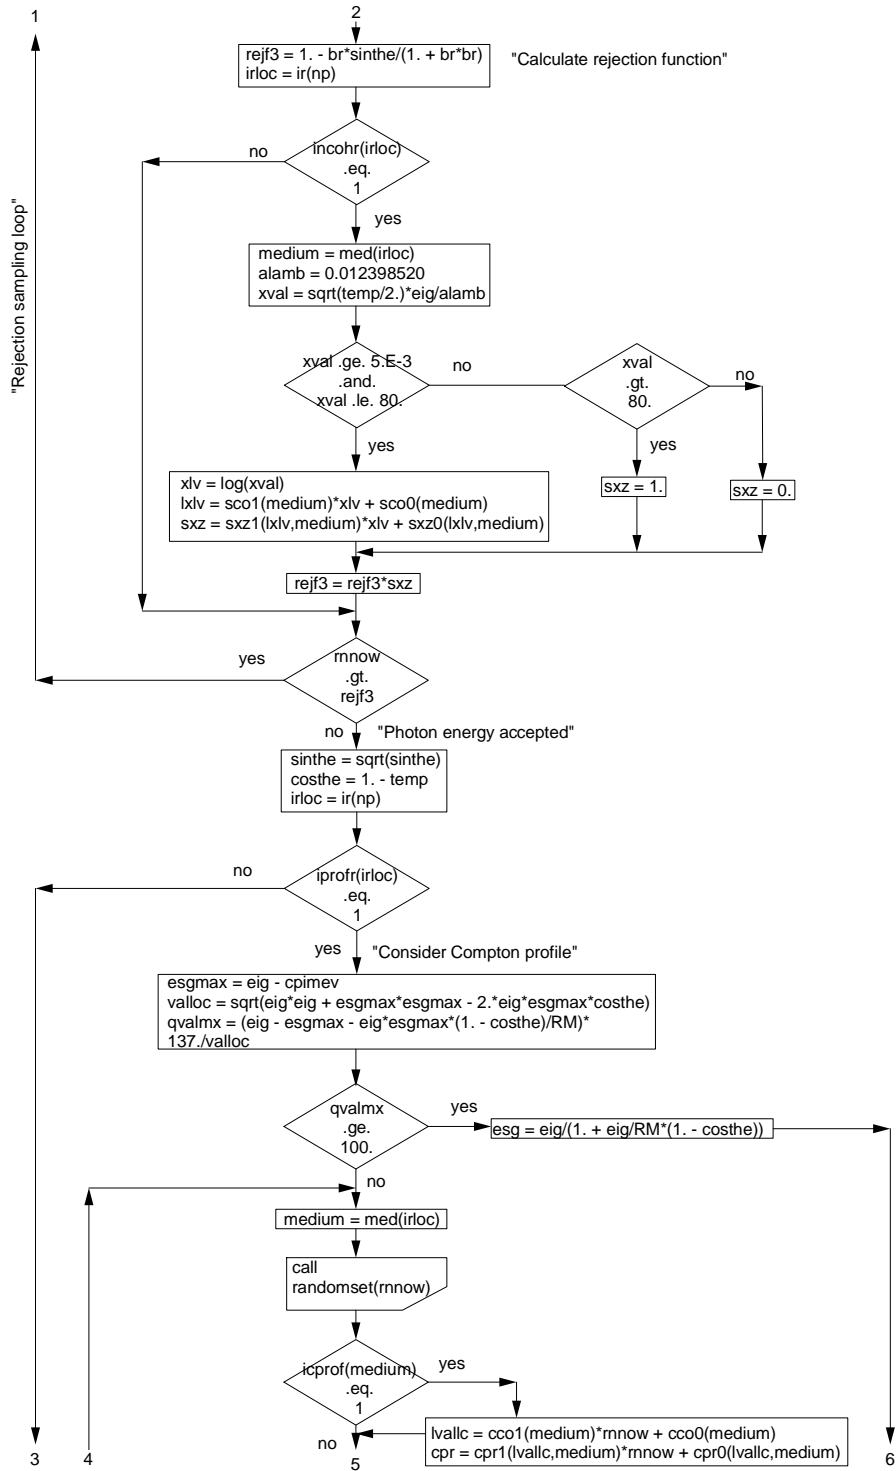 1
2
rejf3 = 1. - br*sinthe/(1. + br*br)
irloc = ir(np)
"Calculate rejection function"
"Rejection sampling loop"
no
incohr(irloc)
.eq.
1
yes
medium = med(irloc)
alamb = 0.012398520
xval = sqrt(temp/2.)*eig/alamb
xval .ge. 5.E-3
.and.
xval .le. 80.
no
xval
.gt.
80.
no
yes
yes
xlv = log(xval)
lxlv = sco1(medium)*xlv + sco0(medium)
sxz = sxz1(lxlv,medium)*xlv + sxz0(lxlv,medium)
sxz = 1.
sxz = 0.
rejf3 = rejf3*sxz
yes
rnnow
.gt.
rejf3
no
"Photon energy accepted"
sinthe = sqrt(sinthe)
costhe = 1. - temp
irloc = ir(np)
no
iprofr(irloc)
.eq.
1
yes
"Consider Compton profile"
esgmax = eig - cpimev
valloc = sqrt(eig*eig + esgmax*esgmax - 2.*eig*esgmax*costhe)
qvalmx = (eig - esgmax - eig*esgmax*(1. - costhe)/RM)*
137./valloc
qvalmx
.ge.
100.
yes
esg = eig/(1. + eig/RM*(1. - costhe))
no
medium = med(irloc)
call
randomset(rnnow)
icprof(medium)
.eq.
1
yes
no
lvallc = cco1(medium)*rnnow + cco0(medium)
cpr = cpr1(lvallc,medium)*rnnow + cpr0(lvallc,medium)
3
4
5
6